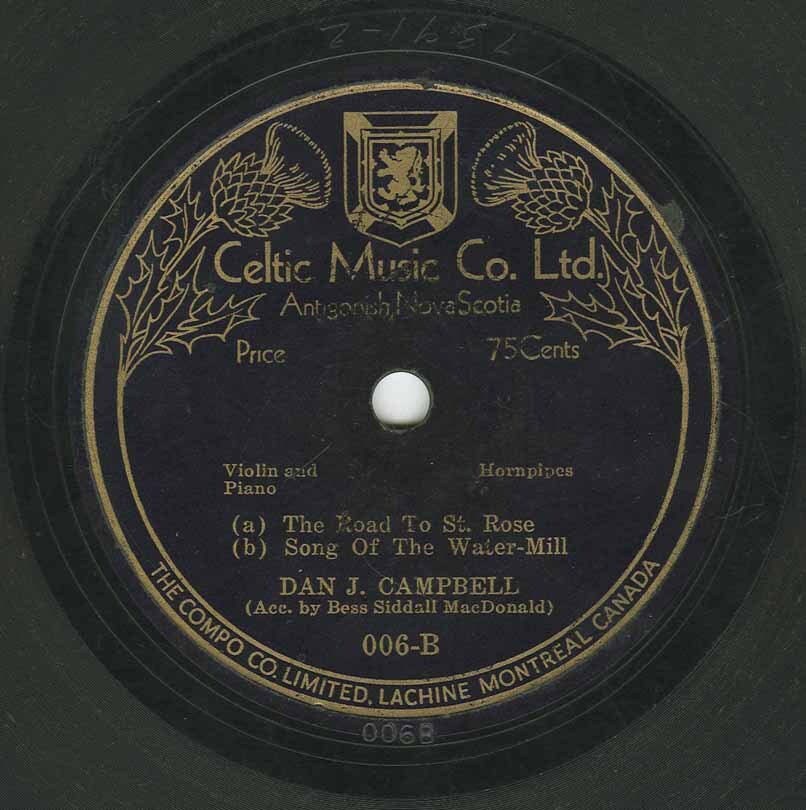 Celtic Music Co. Ltd.
Antigonish, Nova Scotia
Price 75 Cents
Violin and Hornpipes
Piano
(a) The Road To St. Rose
(b) Song Of The Water-Mill
DAN J. CAMPBELL
(Acc. by Bess Siddall MacDonald)
006-B
THE COMPO CO. LIMITED, LACHINE MONTREAL CANADA
006B